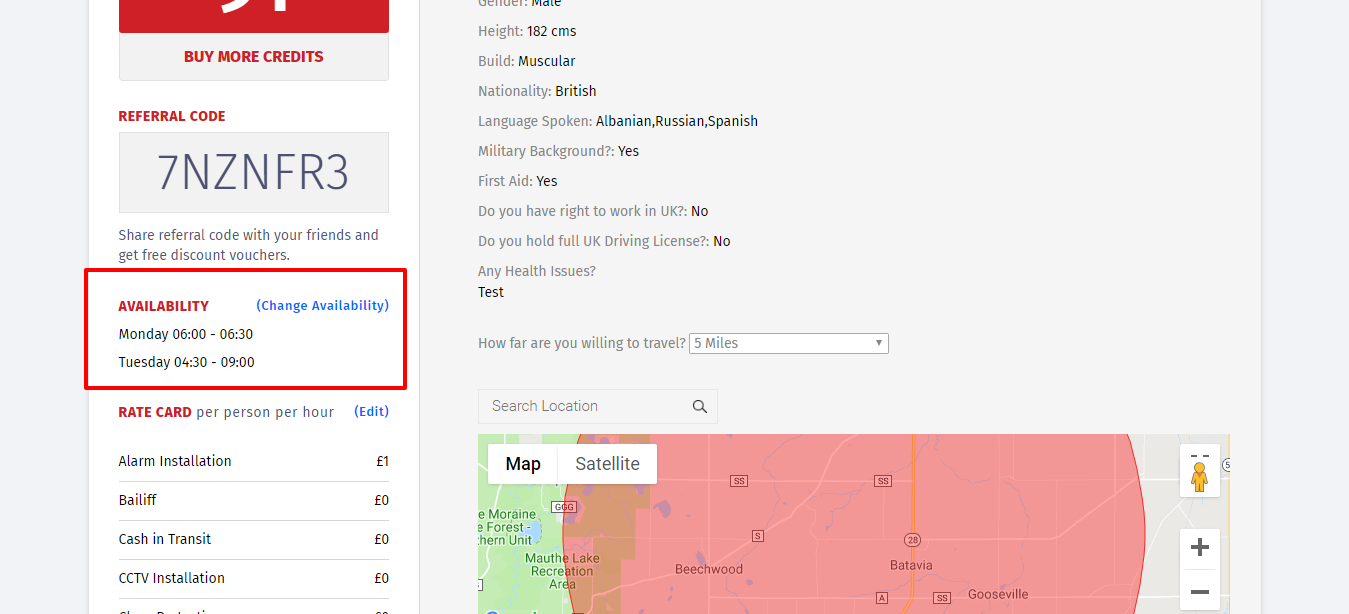 BUY MORE CREDITS
REFERRAL CODE
7NZNFR3
Share referral code with your friends and
get free discount vouchers.
AVAILABILITY (Change Availability)
Monday 06:00 - 06:30
Tuesday 04:30 - 09:00
RATE CARD per person per hour (Edit)
Alarm Installation £1
Bailiff £0
Cash in Transit £0
CCTV Installation £0
Gender: Male
Height: 182 cms
Build: Muscular
Nationality: British
Language Spoken: Albanian,Russian,Spanish
Military Background?: Yes
First Aid: Yes
Do you have right to work in UK?: No
Do you hold full UK Driving License?: No
Any Health Issues?
Test
How far are you willing to travel? 5 Miles
Search Location
Map Satellite
SS SS
GGG
e Moraine
e Forest -
hern Unit
S
28
Mauthe Lake
Recreation
Area
Beechwood
Batavia
A SS Gooseville